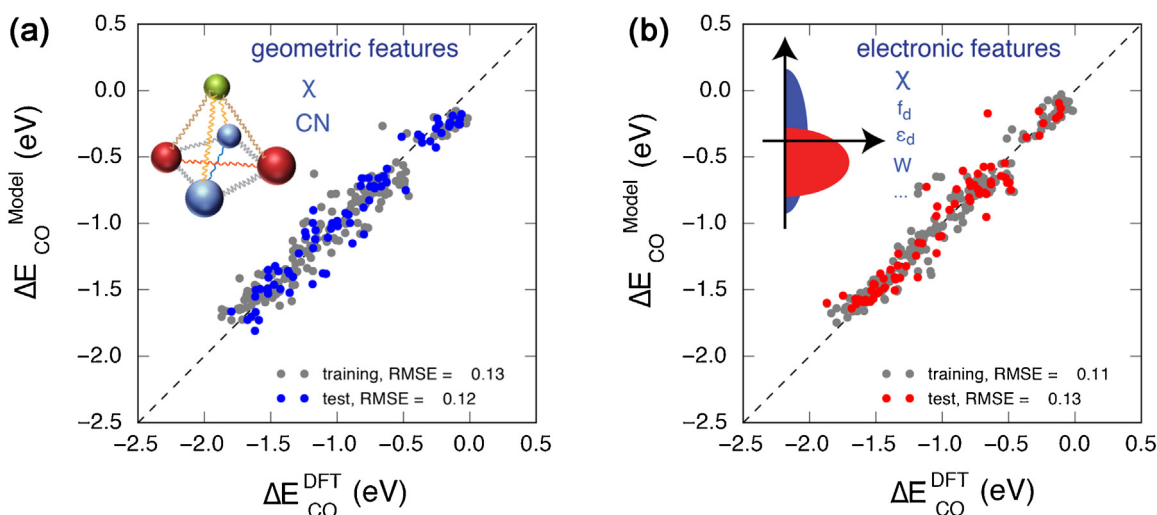 (a)
geometric features
χ
CN
ΔE_CO^Model (eV)
0.5
0.0
−0.5
−1.0
−1.5
−2.0
−2.5
training, RMSE = 0.13
test, RMSE = 0.12
−2.5 −2.0 −1.5 −1.0 −0.5 0.0 0.5
ΔE_CO^DFT (eV)
(b)
electronic features
χ
f_d
ε_d
W
...
ΔE_CO^Model (eV)
0.5
0.0
−0.5
−1.0
−1.5
−2.0
−2.5
training, RMSE = 0.11
test, RMSE = 0.13
−2.5 −2.0 −1.5 −1.0 −0.5 0.0 0.5
ΔE_CO^DFT (eV)